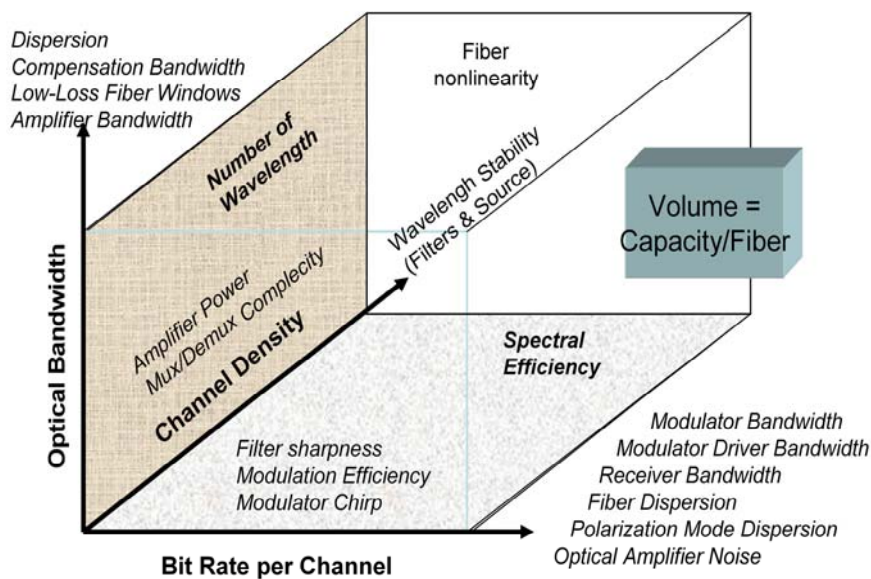 Dispersion
Compensation Bandwidth
Low-Loss Fiber Windows
Amplifier Bandwidth
Fiber
nonlinearity
Number of
Wavelength
Wavelengh Stability
(Filters & Source)
Volume =
Capacity/Fiber
Optical Bandwidth
Amplifier Power
Mux/Demux Complecity
Channel Density
Spectral
Efficiency
Filter sharpness
Modulation Efficiency
Modulator Chirp
Modulator Bandwidth
Modulator Driver Bandwidth
Receiver Bandwidth
Fiber Dispersion
Polarization Mode Dispersion
Optical Amplifier Noise
Bit Rate per Channel